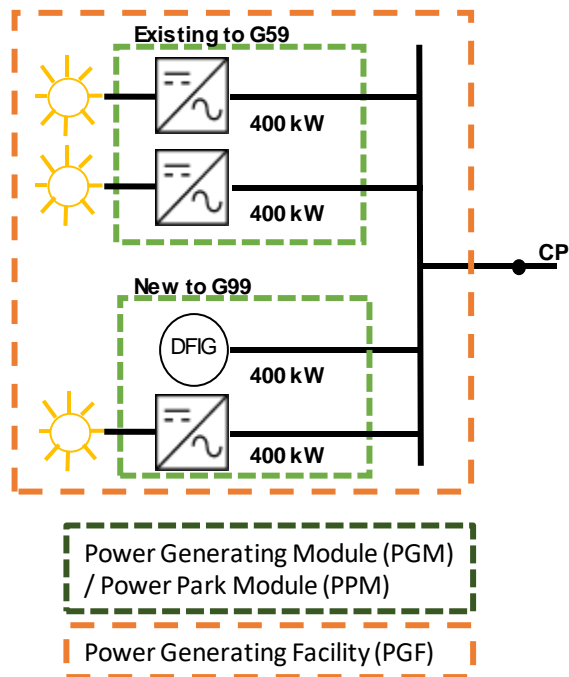 Existing to G59
400 kW
400 kW
CP
New to G99
DFIG
400 kW
400 kW
Power Generating Module (PGM)
/ Power Park Module (PPM)
Power Generating Facility (PGF)